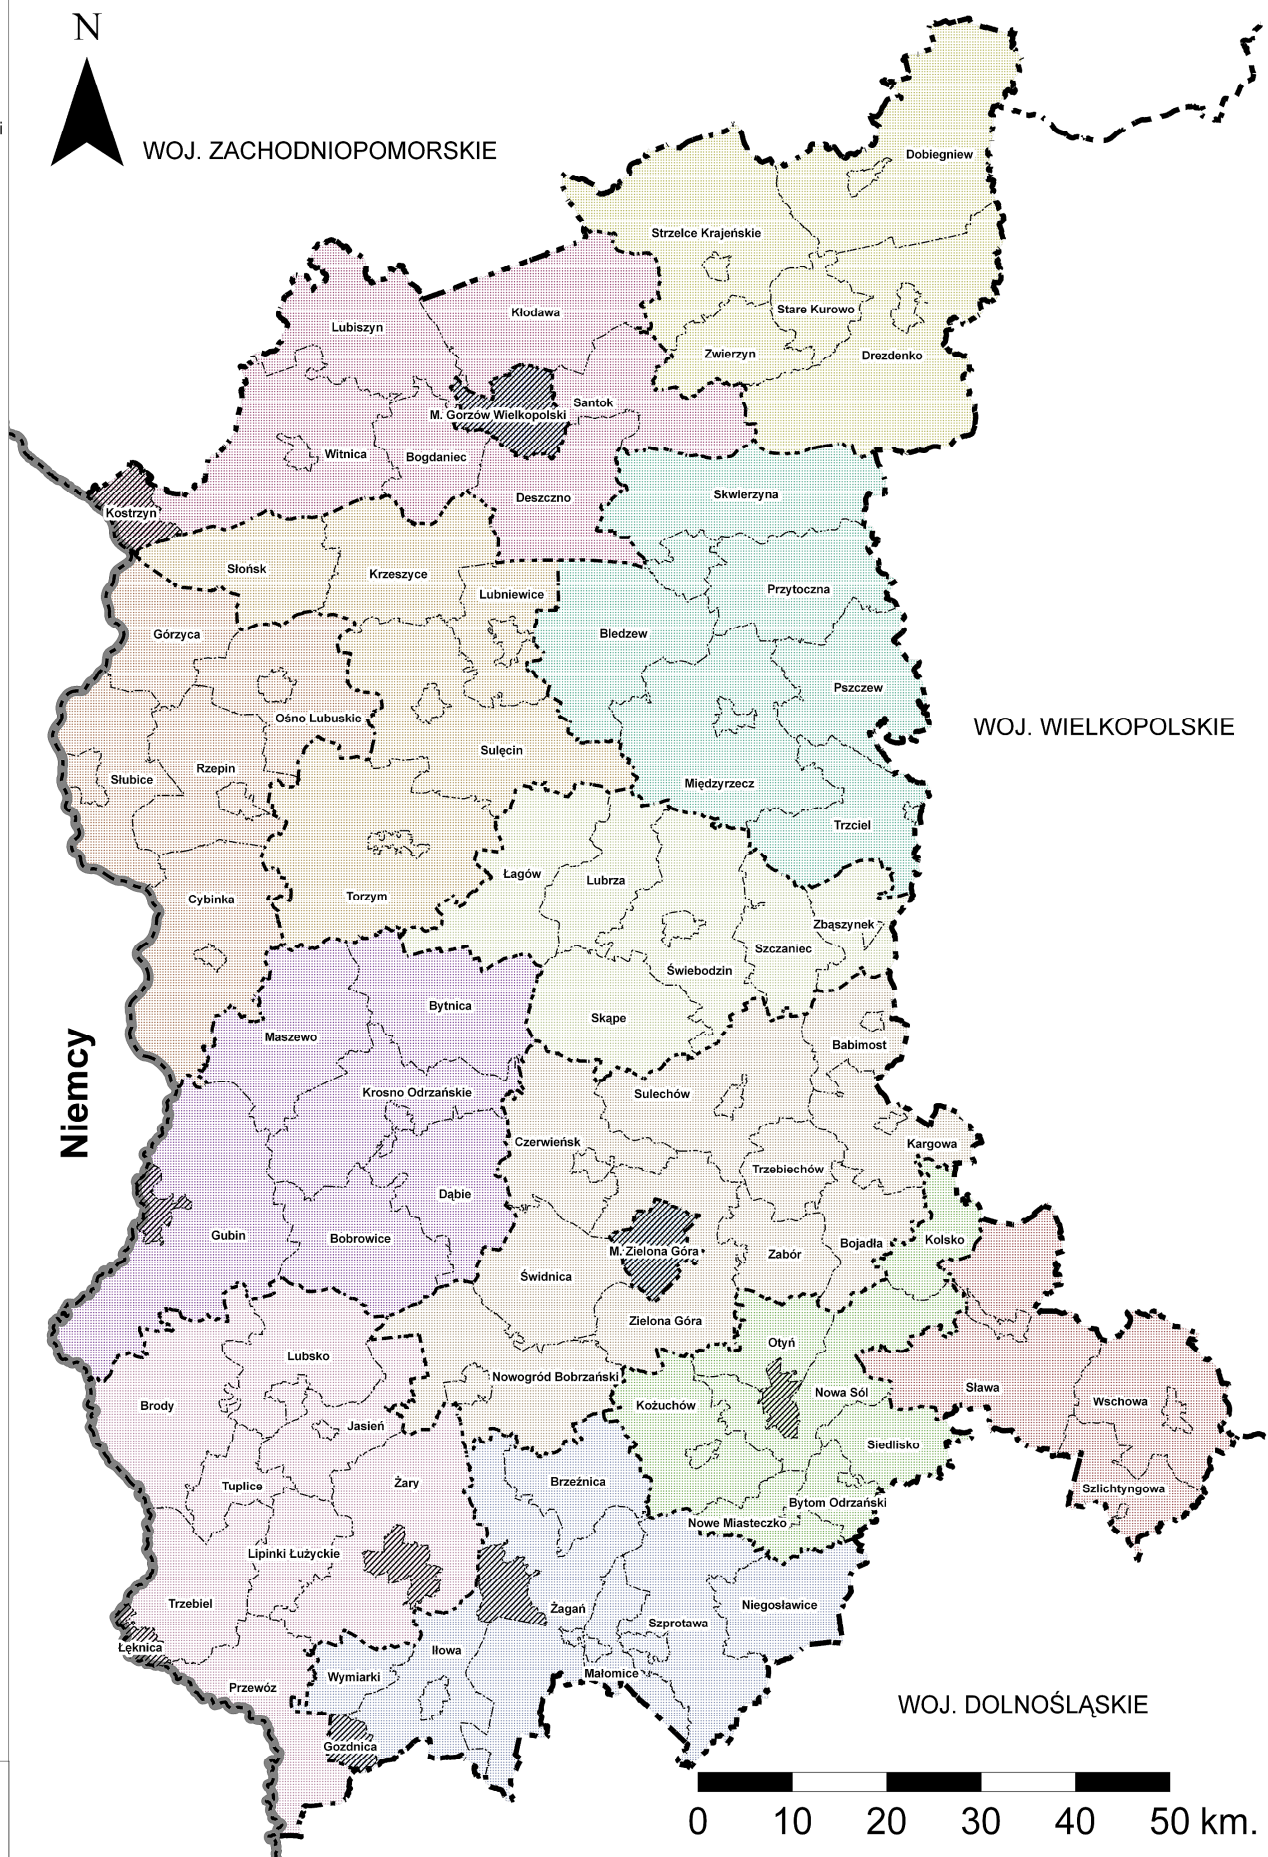 N
i
WOJ. ZACHODNIOPOMORSKIE
Dobiegniew
Strzelce Krajeńskie
Kłodawa
Stare Kurowo
Lubiszyn
Zwierzyn
Drezdenko
Santok
M. Gorzów Wielkopolski
Witnica
Bogdaniec
Skwierzyna
Deszczno
Kostrzyn
Słońsk
Krzeszyce
Przytoczna
Lubniewice
Górzyca
Bledzew
Pszczew
Ośno Lubuskie
WOJ. WIELKOPOLSKIE
Sulęcin
Rzepin
Słubice
Międzyrzecz
Trzciel
Łagów
Lubrza
Torzym
Cybinka
Zbąszynek
Szczaniec
Świebodzin
Bytnica
Skąpe
Maszewo
Babimost
Niemcy
Krosno Odrzańskie
Sulechów
Czerwieńsk
Kargowa
Trzebiechów
Dąbie
Gubin
Bobrowice
Kolsko
Bojadła
M. Zielona Góra
Zabór
Świdnica
Zielona Góra
Otyń
Lubsko
Nowogród Bobrzański
Sława
Nowa Sól
Wschowa
Brody
Kożuchów
Jasień
Siedlisko
Żary
Brzeźnica
Tuplice
Szlichtyngowa
Bytom Odrzański
Nowe Miasteczko
Lipinki Łużyckie
Trzebiel
Żagań
Niegosławice
Szprotawa
Łęknica
Iłowa
Małomice
Wymiarki
Przewóz
WOJ. DOLNOŚLĄSKIE
Gozdnica
0 10 20 30 40 50 km.